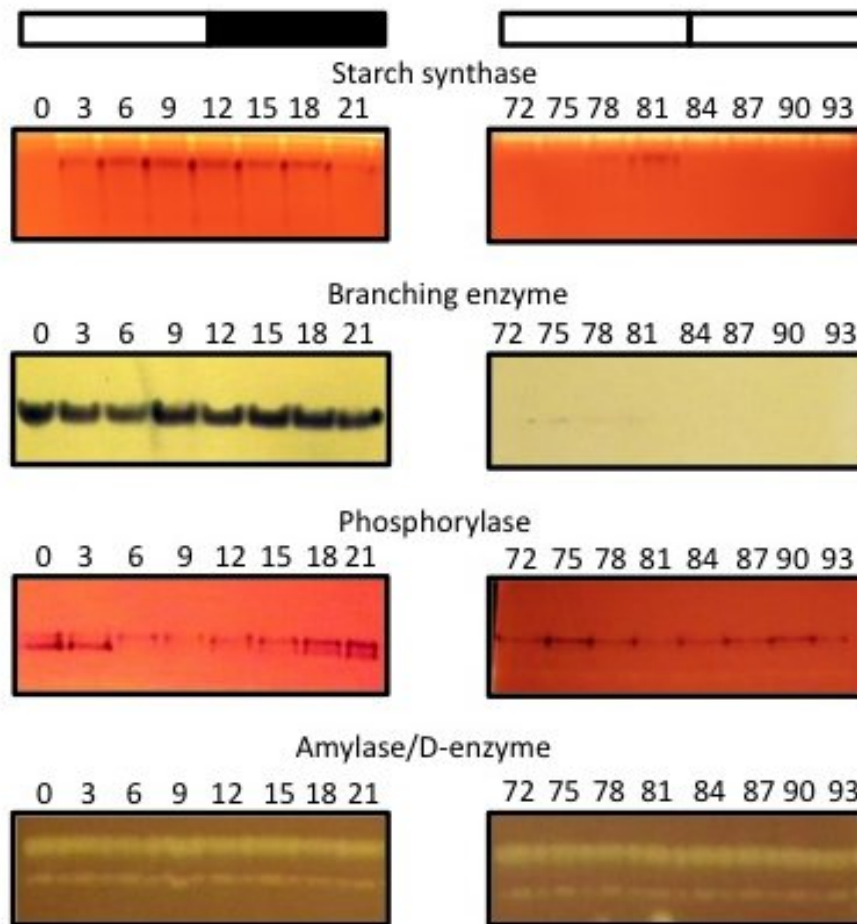 Starch synthase
0 3 6 9 12 15 18 21 72 75 78 81 84 87 90 93
Branching enzyme
0 3 6 9 12 15 18 21 72 75 78 81 84 87 90 93
Phosphorylase
0 3 6 9 12 15 18 21 72 75 78 81 84 87 90 93
Amylase/D-enzyme
0 3 6 9 12 15 18 21 72 75 78 81 84 87 90 93